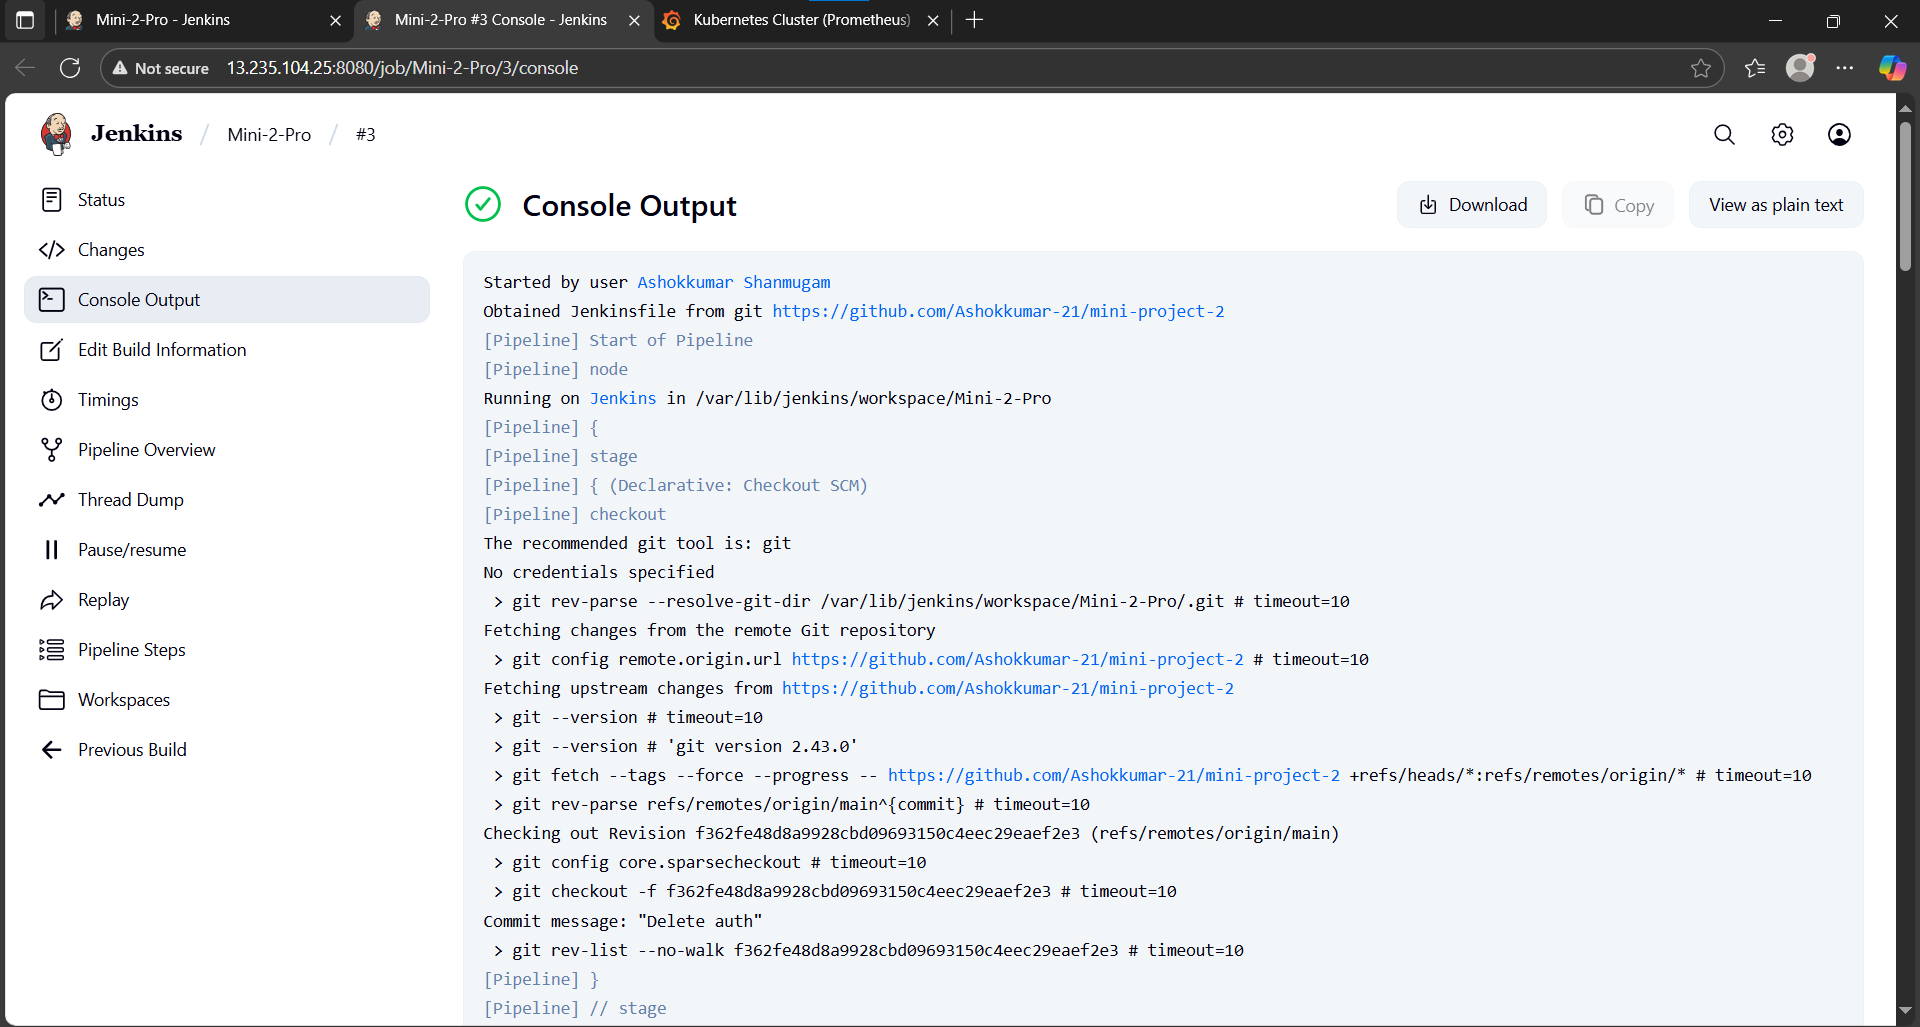 Mini-2-Pro - Jenkins
Mini-2-Pro #3 Console - Jenkins
Kubernetes Cluster (Prometheus)
Not secure
13.235.104.25:8080/job/Mini-2-Pro/3/console
Jenkins / Mini-2-Pro / #3
Status
Changes
Console Output
Edit Build Information
Timings
Pipeline Overview
Thread Dump
Pause/resume
Replay
Pipeline Steps
Workspaces
Previous Build
Console Output
Download
Copy
View as plain text
Started by user Ashokkumar Shanmugam
Obtained Jenkinsfile from git https://github.com/Ashokkumar-21/mini-project-2
[Pipeline] Start of Pipeline
[Pipeline] node
Running on Jenkins in /var/lib/jenkins/workspace/Mini-2-Pro
[Pipeline] {
[Pipeline] stage
[Pipeline] { (Declarative: Checkout SCM)
[Pipeline] checkout
The recommended git tool is: git
No credentials specified
> git rev-parse --resolve-git-dir /var/lib/jenkins/workspace/Mini-2-Pro/.git # timeout=10
Fetching changes from the remote Git repository
> git config remote.origin.url https://github.com/Ashokkumar-21/mini-project-2 # timeout=10
Fetching upstream changes from https://github.com/Ashokkumar-21/mini-project-2
> git --version # timeout=10
> git --version # 'git version 2.43.0'
> git fetch --tags --force --progress -- https://github.com/Ashokkumar-21/mini-project-2 +refs/heads/*:refs/remotes/origin/* # timeout=10
> git rev-parse refs/remotes/origin/main^{commit} # timeout=10
Checking out Revision f362fe48d8a9928cbd09693150c4eec29eaef2e3 (refs/remotes/origin/main)
> git config core.sparsecheckout # timeout=10
> git checkout -f f362fe48d8a9928cbd09693150c4eec29eaef2e3 # timeout=10
Commit message: "Delete auth"
> git rev-list --no-walk f362fe48d8a9928cbd09693150c4eec29eaef2e3 # timeout=10
[Pipeline] }
[Pipeline] // stage